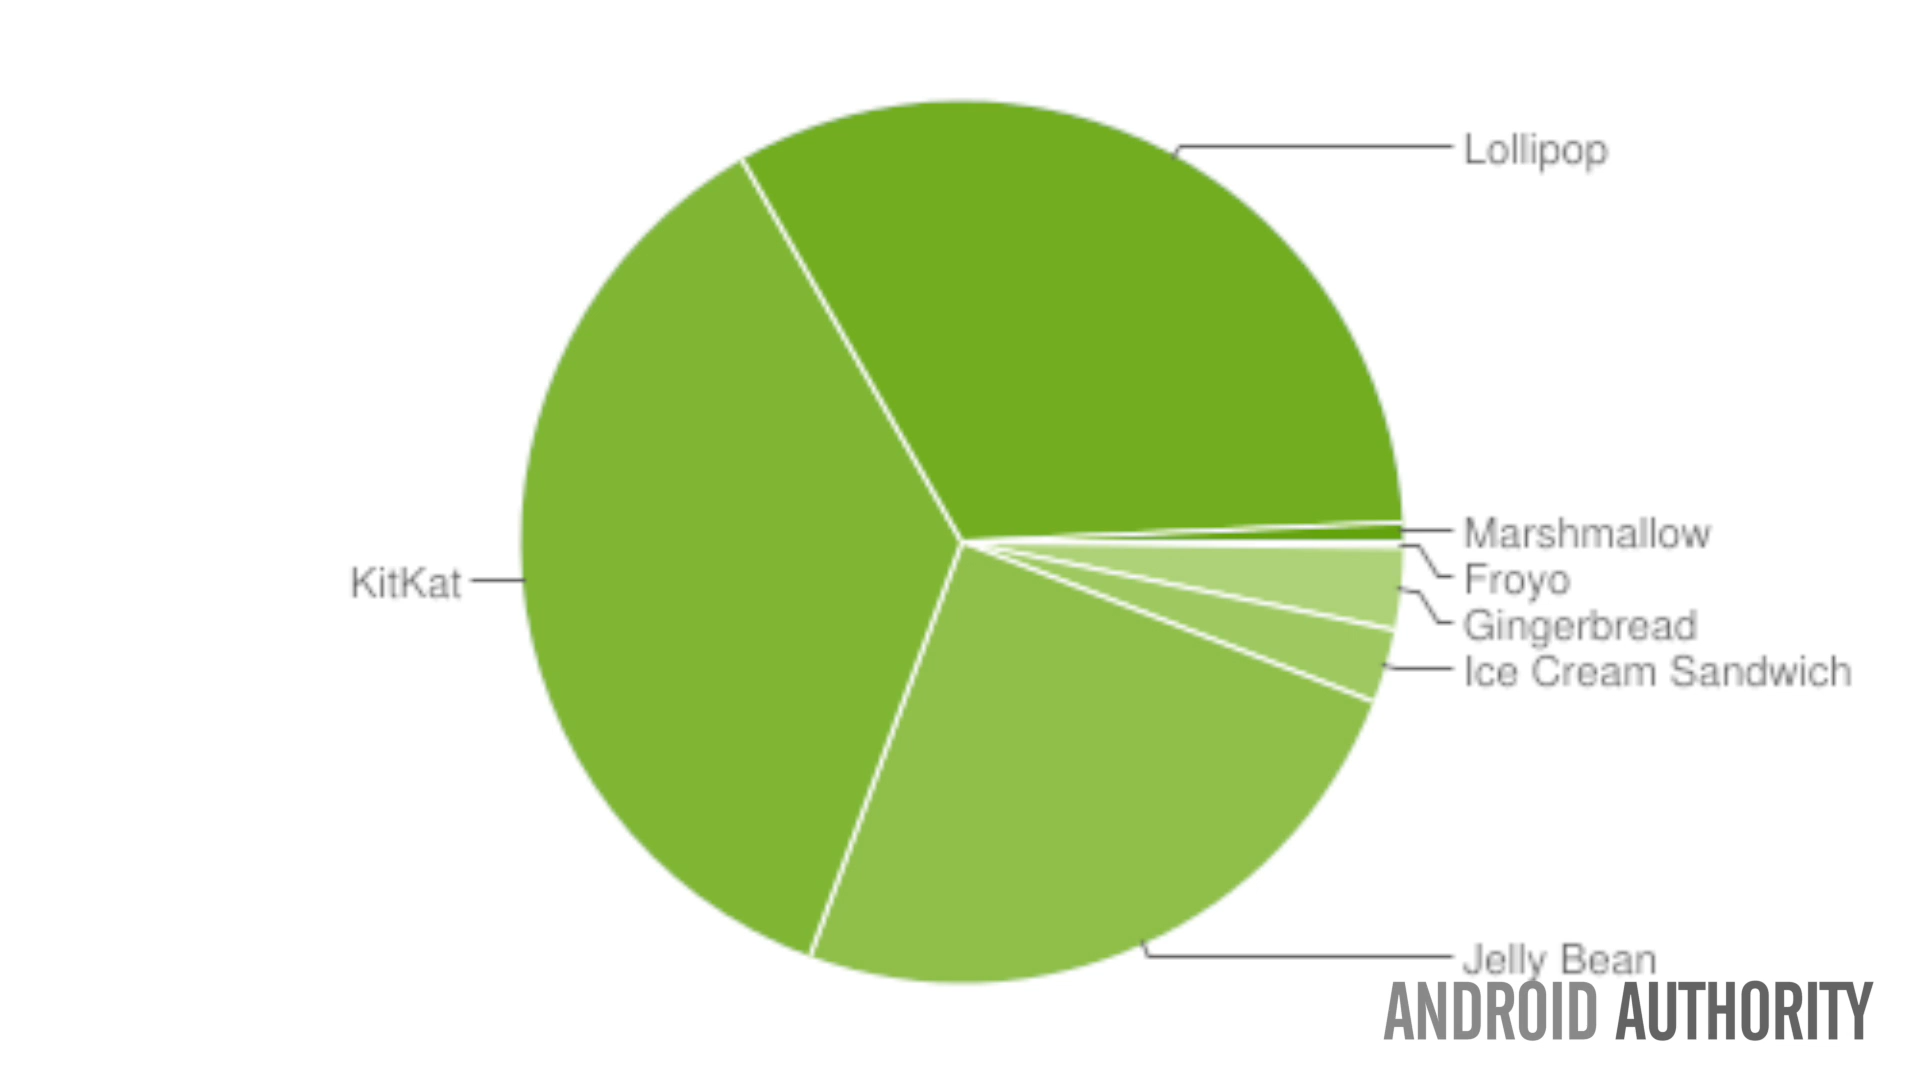 Lollipop
Marshmallow
KitKat
Froyo
Gingerbread
Ice Cream Sandwich
Jelly Bean
ANDROID AUTHORITY